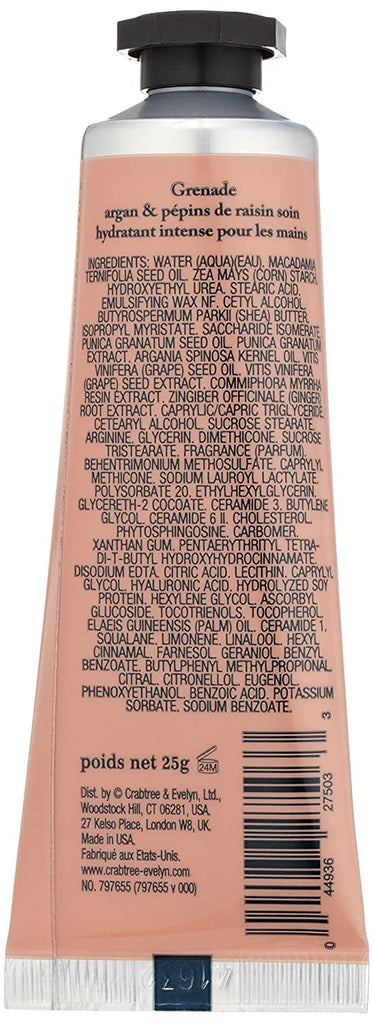 Grenade
argan & pépins de raisin soin
hydratant intense pour les mains
INGREDIENTS: WATER (AQUA)(EAU), MACADAMIA
TERNIFOLIA SEED OIL. ZEA MAYS (CORN) STARCH.
HYDROXYETHYL UREA. STEARIC ACID.
EMULSIFYING WAX NF. CETYL ALCOHOL.
BUTYROSPERMUM PARKII (SHEA) BUTTER.
ISOPROPYL MYRISTATE. SACCHARIDE ISOMERATE.
PUNICA GRANATUM SEED OIL. PUNICA GRANATUM
EXTRACT. ARGANIA SPINOSA KERNEL OIL. VITIS
VINIFERA (GRAPE) SEED OIL. VITIS VINIFERA
(GRAPE) SEED EXTRACT. COMMIPHORA MYRRHA
RESIN EXTRACT. ZINGIBER OFFICINALE (GINGER)
ROOT EXTRACT. CAPRYLIC/CAPRIC TRIGLYCERIDE.
CETEARYL ALCOHOL. SUCROSE STEARATE.
ARGININE. GLYCERIN. DIMETHICONE. SUCROSE
TRISTEARATE. FRAGRANCE (PARFUM).
BEHENTRIMONIUM METHOSULFATE. CAPRYLYL
METHICONE. SODIUM LAUROYL LACTYLATE.
POLYSORBATE 20. ETHYLHEXYLGLYCERIN.
GLYCERETH-2 COCOATE. CERAMIDE 3. BUTYLENE
GLYCOL. CERAMIDE 6 II. CHOLESTEROL.
PHYTOSPHINGOSINE. CARBOMER.
XANTHAN GUM. PENTAERYTHRITYL TETRA-
DI-T-BUTYL HYDROXYHYDROCINNAMATE.
DISODIUM EDTA. CITRIC ACID. LECITHIN. CAPRYLYL
GLYCOL. HYALURONIC ACID. HYDROLYZED SOY
PROTEIN. HEXYLENE GLYCOL. ASCORBYL
GLUCOSIDE. TOCOTRIENOLS. TOCOPHEROL.
ELAEIS GUINEENSIS (PALM) OIL. CERAMIDE 1.
SQUALANE. LIMONENE. LINALOOL. HEXYL
CINNAMAL. FARNESOL. GERANIOL. BENZYL
BENZOATE. BUTYLPHENYL METHYLPROPIONAL.
CITRAL. CITRONELLOL. EUGENOL.
PHENOXYETHANOL. BENZOIC ACID. POTASSIUM
SORBATE. SODIUM BENZOATE.
poids net 25g
24M
Dist. by © Crabtree & Evelyn, Ltd.,
Woodstock Hill, CT 06281, USA.
27 Kelso Place, London W8, UK.
Made in USA.
Fabriqué aux Etats-Unis.
www.crabtree-evelyn.com
NO. 797655 (797655 v 000)
0 44936 27503 3